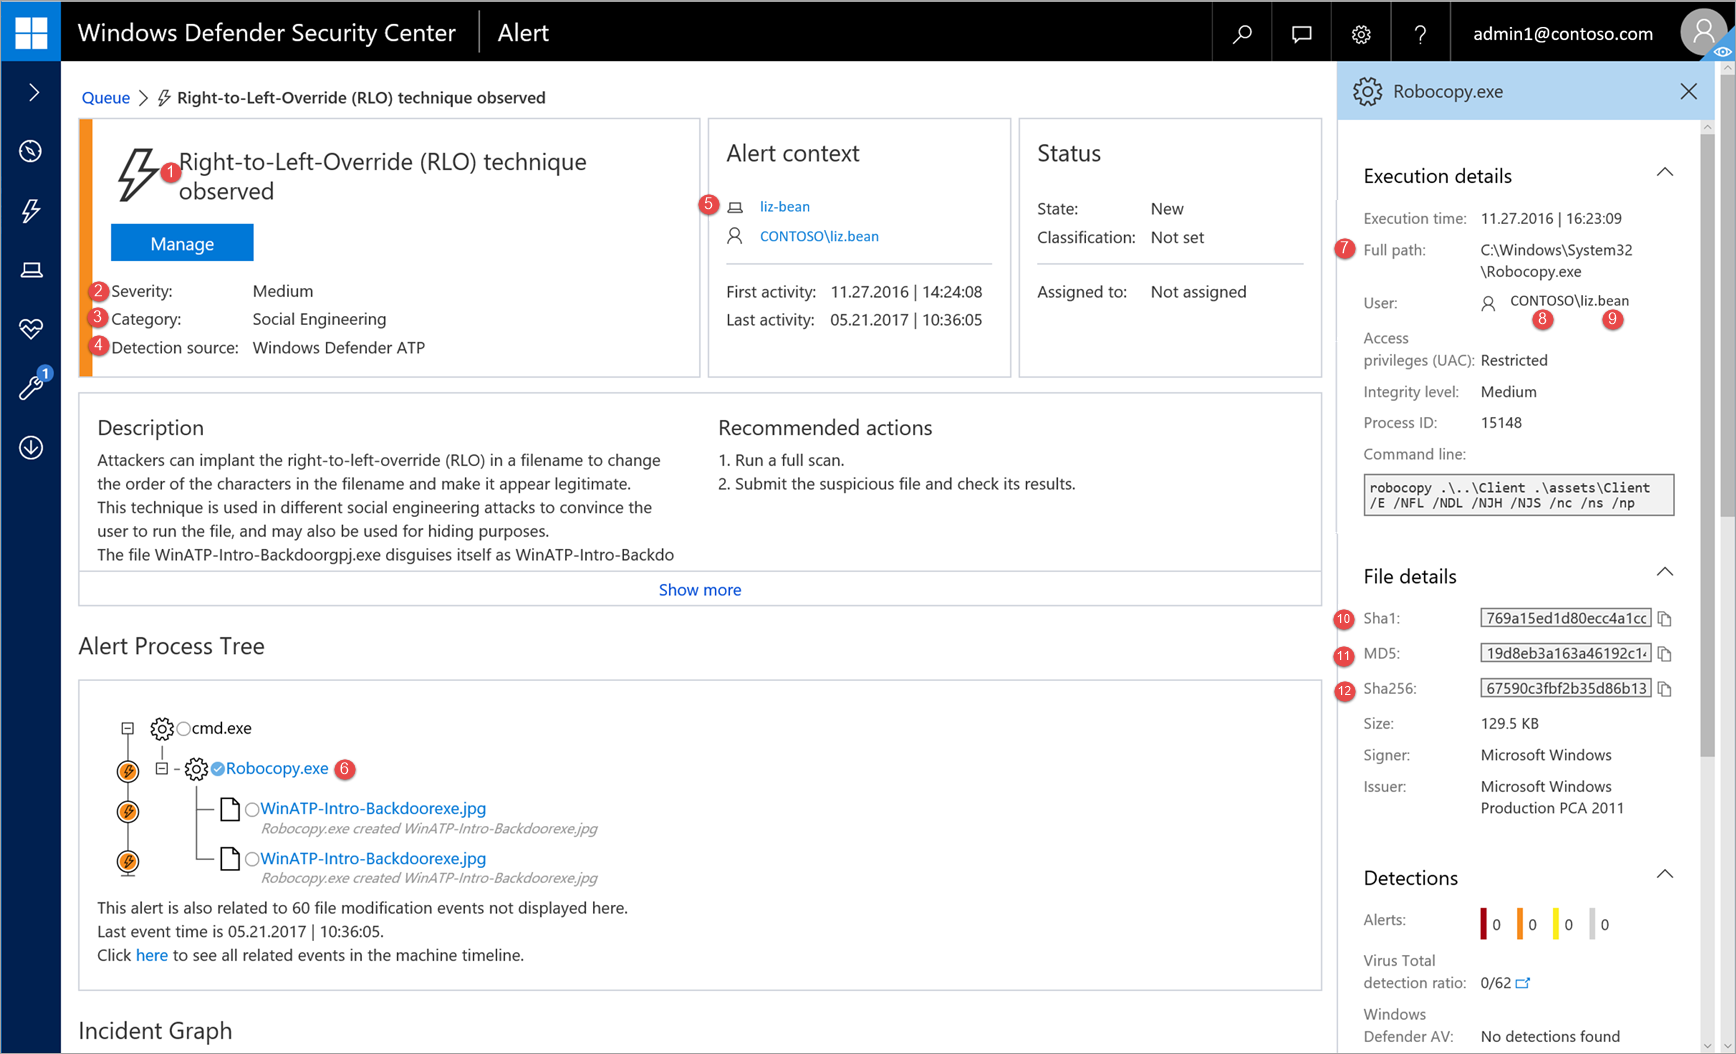 Windows Defender Security Center
Alert
admin1@contoso.com
Queue > Right-to-Left-Override (RLO) technique observed
1
Right-to-Left-Override (RLO) technique
observed
Manage
2 Severity: Medium
3 Category: Social Engineering
4 Detection source: Windows Defender ATP
Alert context
5 liz-bean
CONTOSO\liz.bean
First activity: 11.27.2016 | 14:24:08
Last activity: 05.21.2017 | 10:36:05
Status
State: New
Classification: Not set
Assigned to: Not assigned
1
Description
Attackers can implant the right-to-left-override (RLO) in a filename to change
the order of the characters in the filename and make it appear legitimate.
This technique is used in different social engineering attacks to convince the
user to run the file, and may also be used for hiding purposes.
The file WinATP-Intro-Backdoorgpj.exe disguises itself as WinATP-Intro-Backdo
Recommended actions
1. Run a full scan.
2. Submit the suspicious file and check its results.
Show more
Alert Process Tree
cmd.exe
Robocopy.exe 6
WinATP-Intro-Backdoorexe.jpg
Robocopy.exe created WinATP-Intro-Backdoorexe.jpg
WinATP-Intro-Backdoorexe.jpg
Robocopy.exe created WinATP-Intro-Backdoorexe.jpg
This alert is also related to 60 file modification events not displayed here.
Last event time is 05.21.2017 | 10:36:05.
Click here to see all related events in the machine timeline.
Incident Graph
Robocopy.exe
Execution details
Execution time: 11.27.2016 | 16:23:09
7 Full path: C:\Windows\System32
\Robocopy.exe
User: CONTOSO\liz.bean
8 9
Access
privileges (UAC): Restricted
Integrity level: Medium
Process ID: 15148
Command line:
robocopy .\..\Client .\assets\Client
/E /NFL /NDL /NJH /NJS /nc /ns /np
File details
10 Sha1: 769a15ed1d80ecc4a1cc
11 MD5: 19d8eb3a163a46192c1
12 Sha256: 67590c3fbf2b35d86b13
Size: 129.5 KB
Signer: Microsoft Windows
Issuer: Microsoft Windows
Production PCA 2011
Detections
Alerts: 0 0 0 0
Virus Total
detection ratio: 0/62
Windows
Defender AV: No detections found